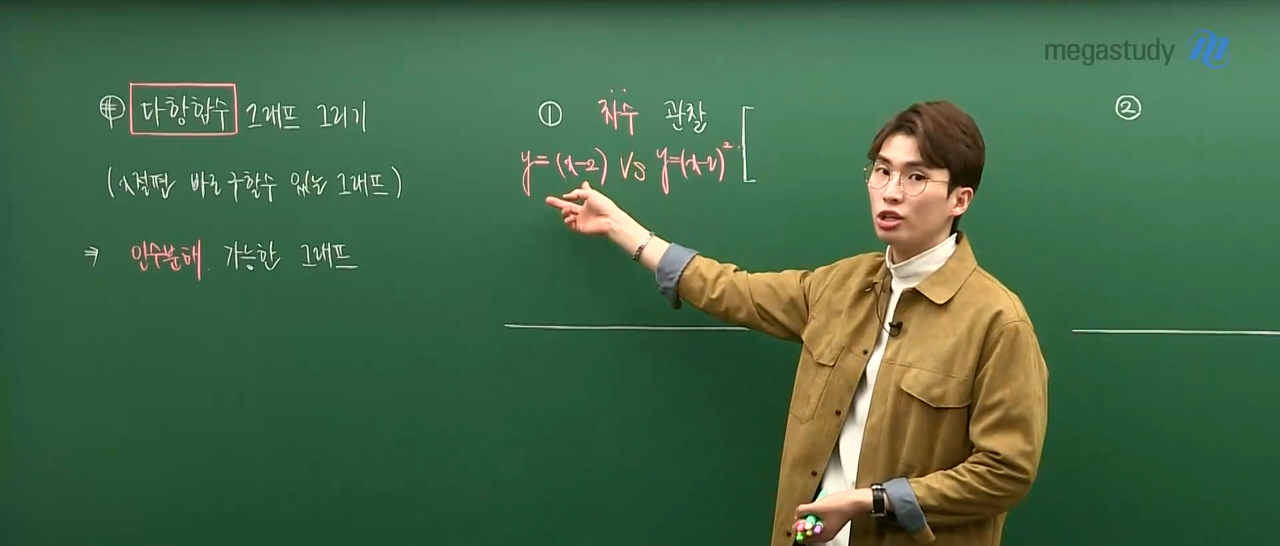 megastudy
# 다항함수 그래프 그리기
(x절편 바로 구할수 있는 그래프)
⇒ 인수분해 가능한 그래프
① 차수 관찰 [
y=(x-2) VS y=(x-2)²
②